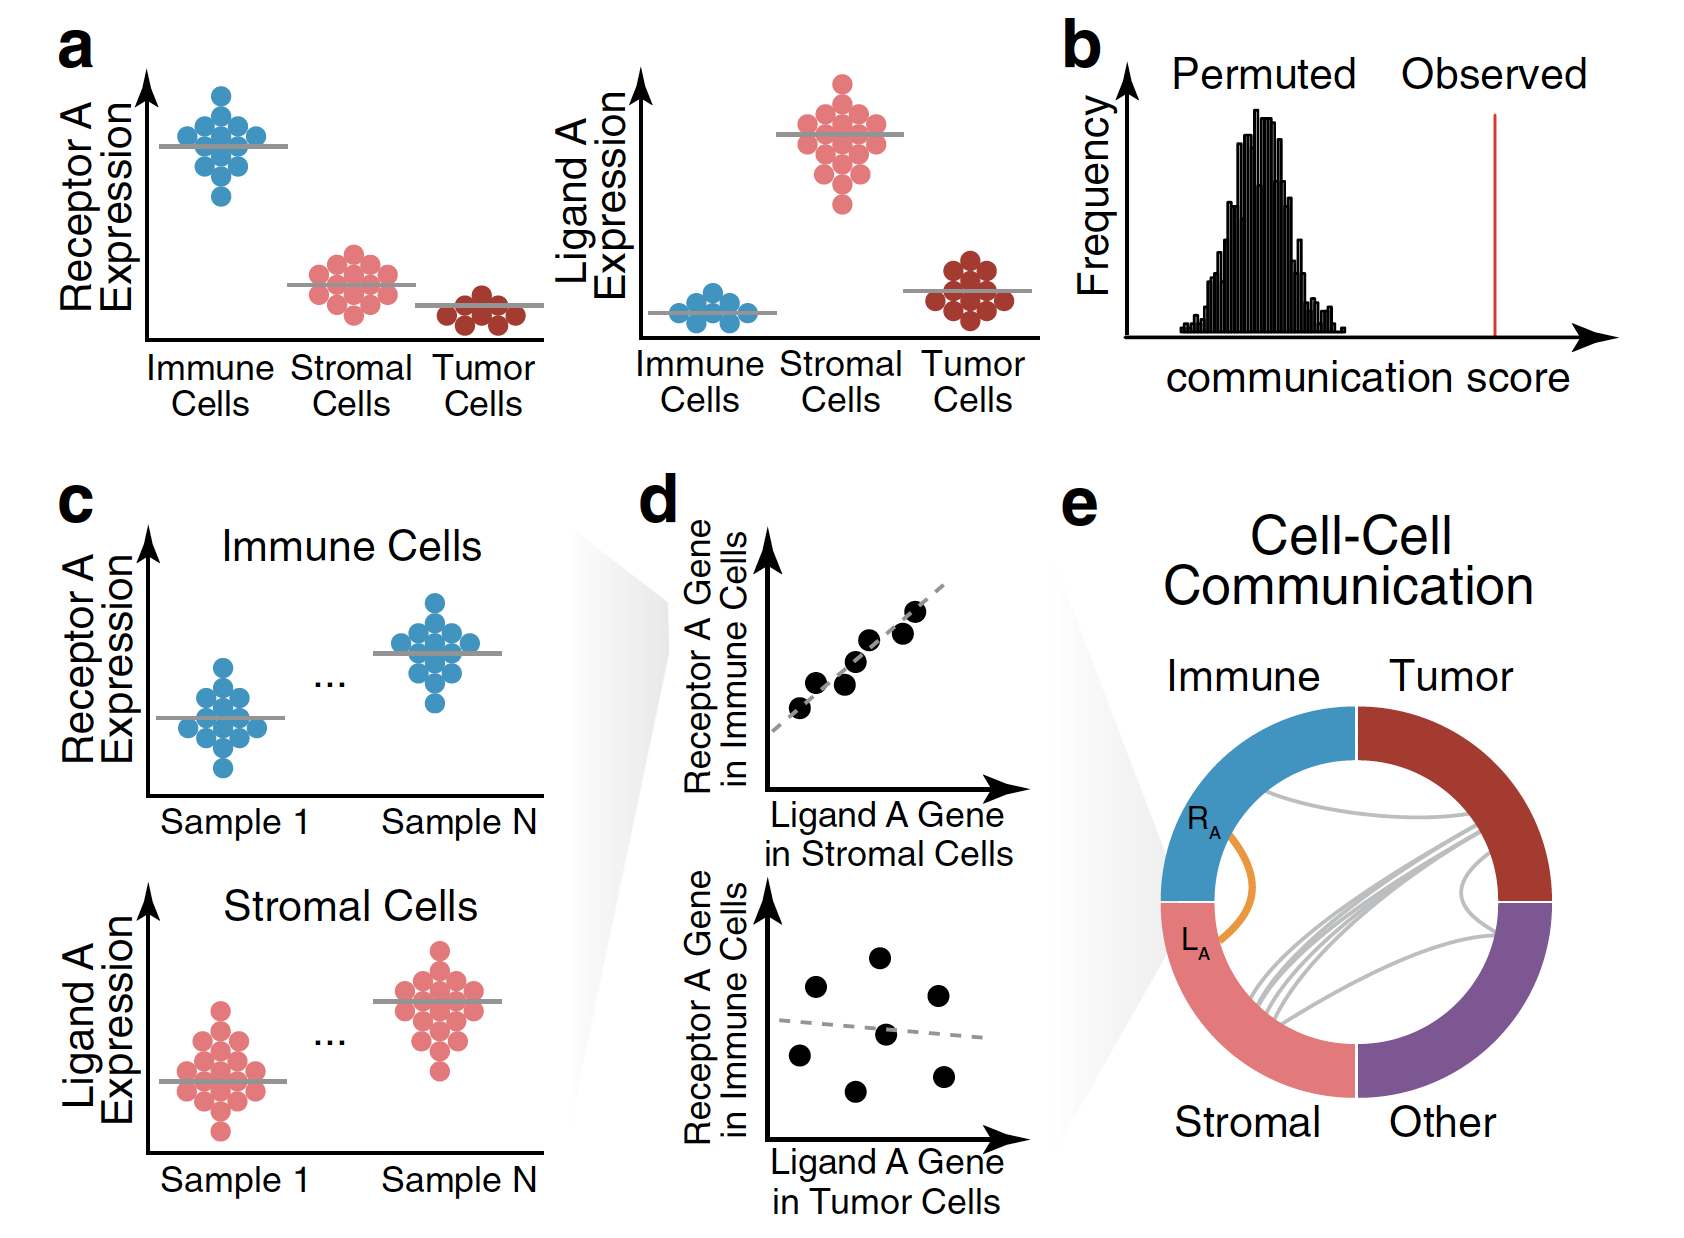 a
Receptor A
Expression
Immune
Cells
Stromal
Cells
Tumor
Cells
Ligand A
Expression
Immune
Cells
Stromal
Cells
Tumor
Cells
b
Permuted
Observed
Frequency
communication score
c
Immune Cells
Receptor A
Expression
...
Sample 1
Sample N
Stromal Cells
Ligand A
Expression
...
Sample 1
Sample N
d
Receptor A Gene
in Immune Cells
Ligand A Gene
in Stromal Cells
Receptor A Gene
in Immune Cells
Ligand A Gene
in Tumor Cells
e
Cell-Cell
Communication
Immune
Tumor
RA
LA
Stromal
Other